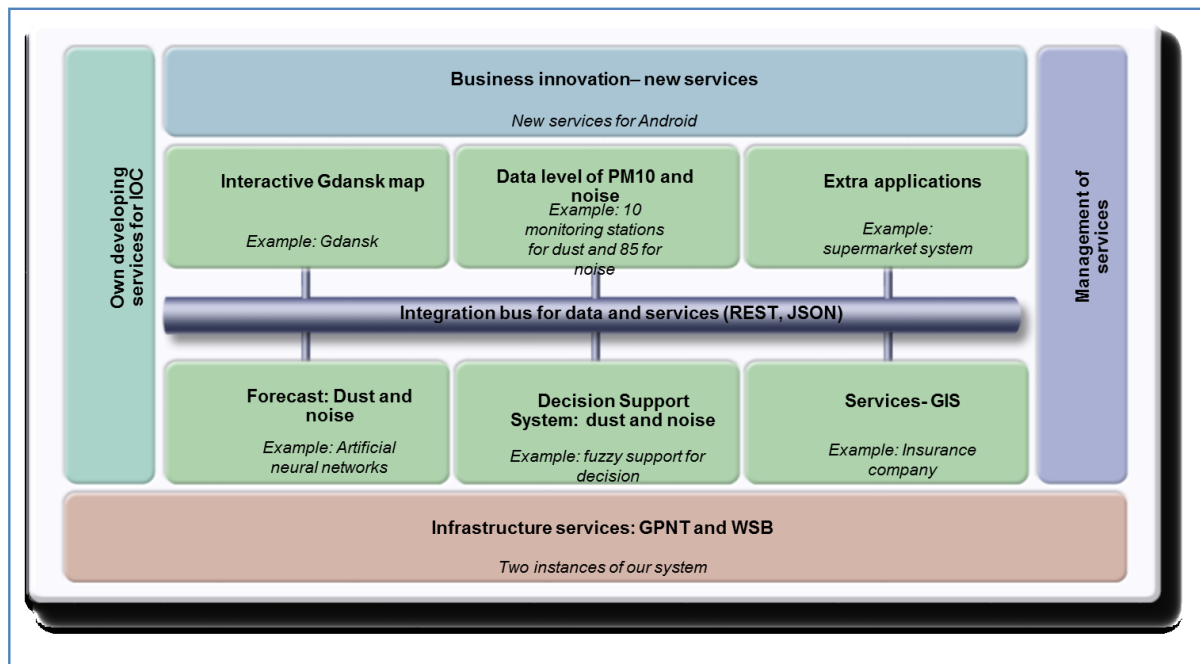 Own developing
services for IOC
Business innovation– new services
New services for Android
Management of
services
Interactive Gdansk map
Example: Gdansk
Data level of PM10 and
noise
Example: 10
monitoring stations
for dust and 85 for
noise
Extra applications
Example:
supermarket system
Integration bus for data and services (REST, JSON)
Forecast: Dust and
noise
Example: Artificial
neural networks
Decision Support
System: dust and noise
Example: fuzzy support for
decision
Services- GIS
Example: Insurance
company
Infrastructure services: GPNT and WSB
Two instances of our system